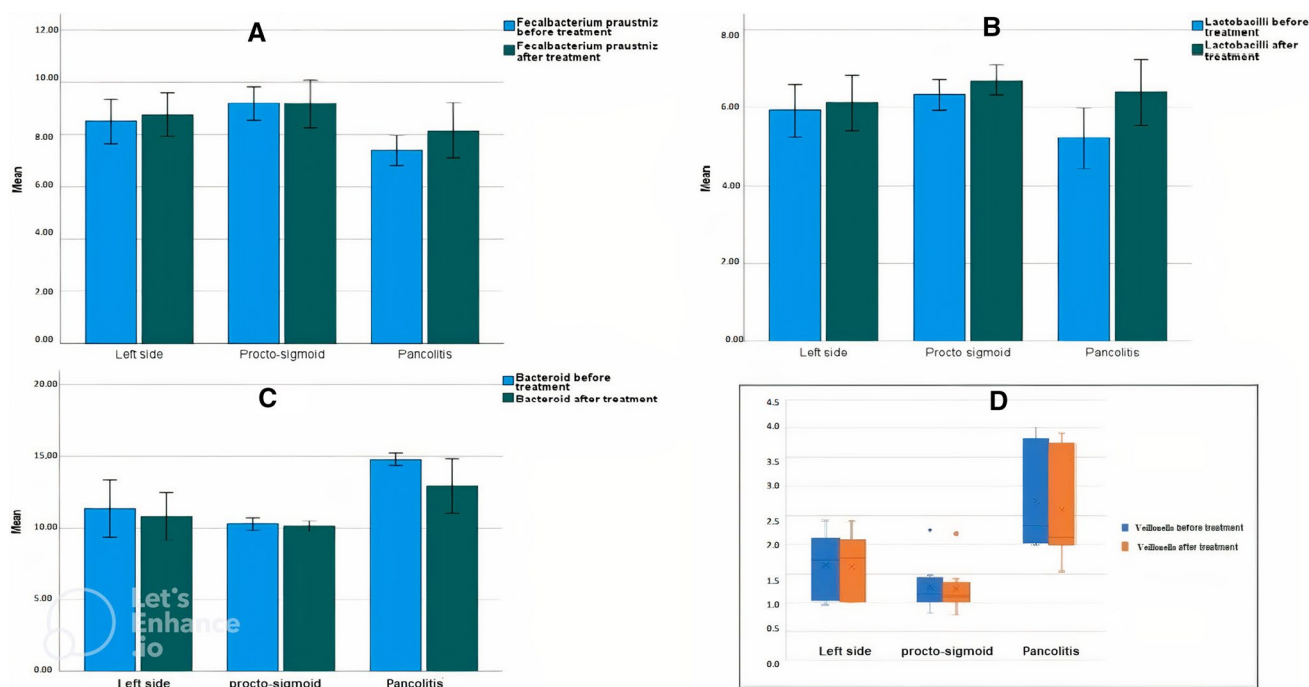 A
Fecalbacterium praustniz
before treatment
Fecalbacterium praustniz
after treatment
12.00
10.00
8.00
6.00
4.00
2.00
0.00
Mean
Left side
Procto-sigmoid
Pancolitis
B
Lactobacilli before
treatment
Lactobacilli after
treatment
8.00
6.00
4.00
2.00
0.00
Mean
Left side
Procto sigmoid
Pancolitis
C
Bacteroid before
treatment
Bacteroid after treatment
20.00
15.00
10.00
5.00
0.00
Mean
Left side
procto-sigmoid
Pancolitis
Let's
Enhance
.io
D
4.5
4.0
3.5
3.0
2.5
2.0
1.5
1.0
0.5
0.0
Left side
procto-sigmoid
Pancolitis
Veillonella before treatment
Veillonella after treatment